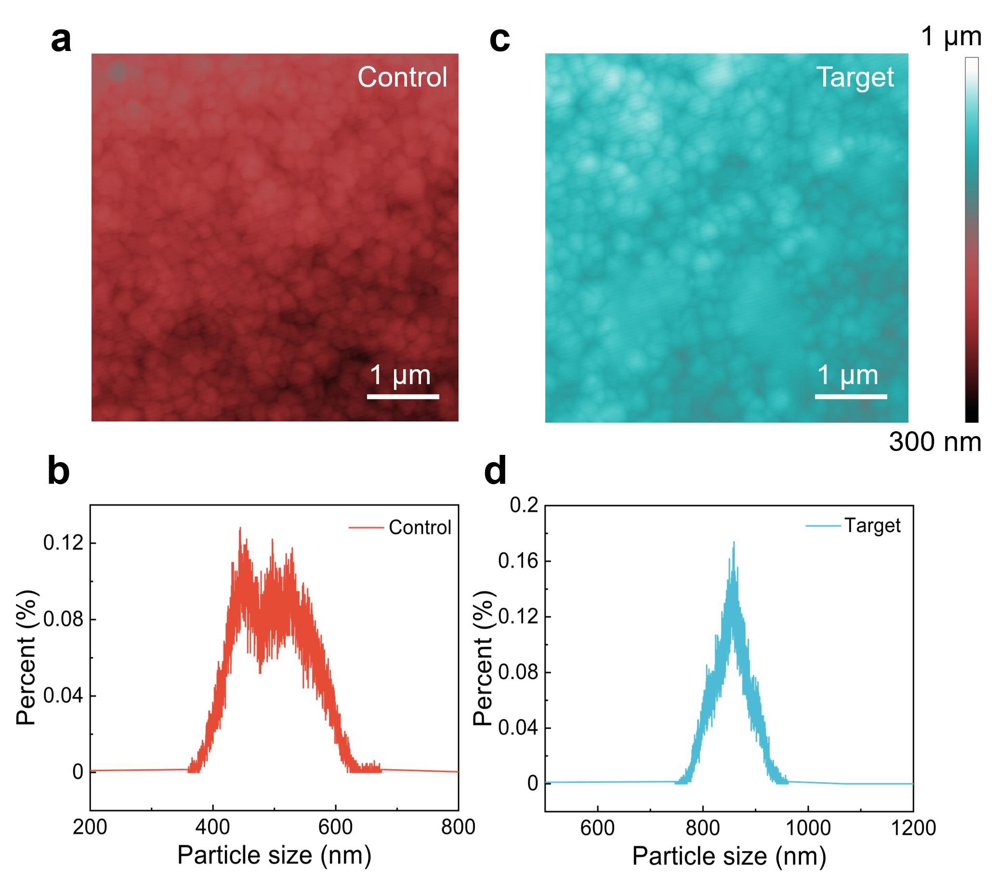 a
Control
1 µm
c
Target
1 µm
1 µm
300 nm
b
Control
0.12
0.08
0.04
0
Percent (%)
200 400 600 800
Particle size (nm)
d
Target
0.2
0.16
0.12
0.08
0.04
0
Percent (%)
600 800 1000 1200
Particle size (nm)